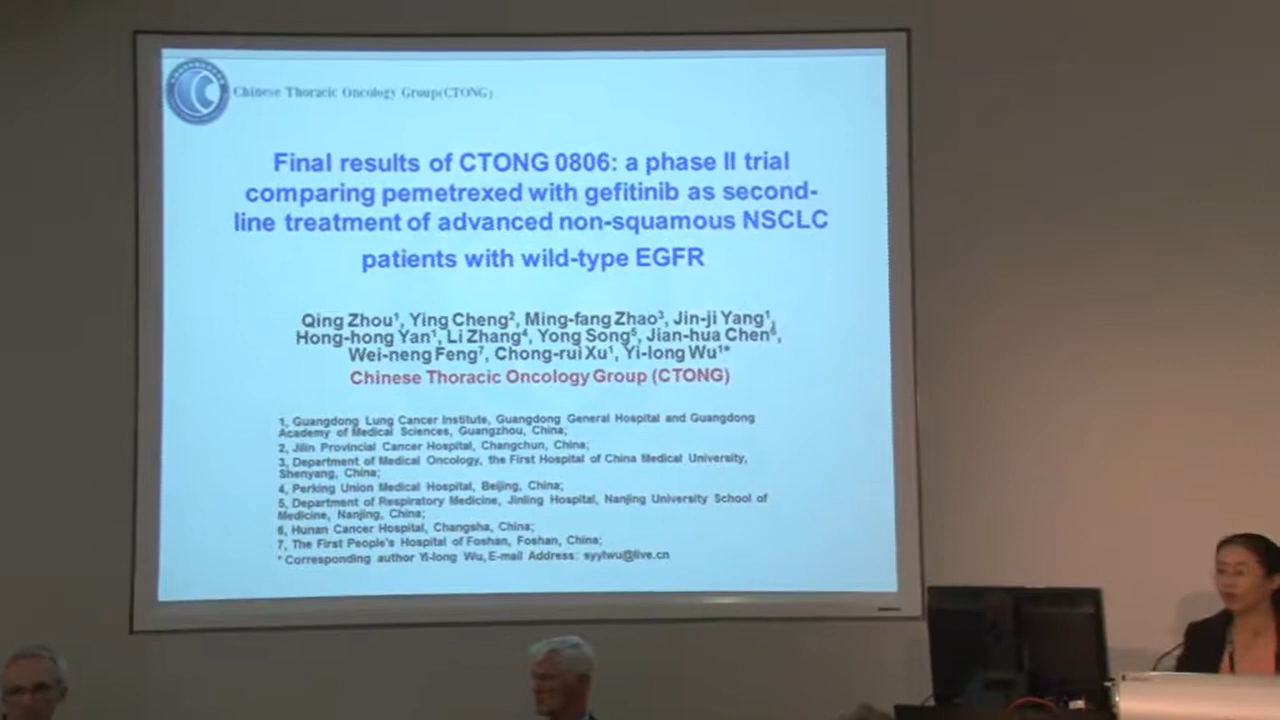 Chinese Thoracic Oncology Group(CTONG)
Final results of CTONG 0806: a phase II trial
comparing pemetrexed with gefitinib as second-
line treatment of advanced non-squamous NSCLC
patients with wild-type EGFR
Qing Zhou¹, Ying Cheng², Ming-fang Zhao³, Jin-ji Yang¹,
Hong-hong Yan¹, Li Zhang⁴, Yong Song⁵, Jian-hua Chen⁶,
Wei-neng Feng⁷, Chong-rui Xu¹, Yi-long Wu¹*
Chinese Thoracic Oncology Group (CTONG)
1, Guangdong Lung Cancer Institute, Guangdong General Hospital and Guangdong
Academy of Medical Sciences, Guangzhou, China;
2, Jilin Provincial Cancer Hospital, Changchun, China;
3, Department of Medical Oncology, the First Hospital of China Medical University,
Shenyang, China;
4, Perking Union Medical Hospital, Beijing, China;
5, Department of Respiratory Medicine, Jinling Hospital, Nanjing University School of
Medicine, Nanjing, China;
6, Hunan Cancer Hospital, Changsha, China;
7, The First People's Hospital of Foshan, Foshan, China;
* Corresponding author Yi-long Wu, E-mail Address: syylwu@live.cn